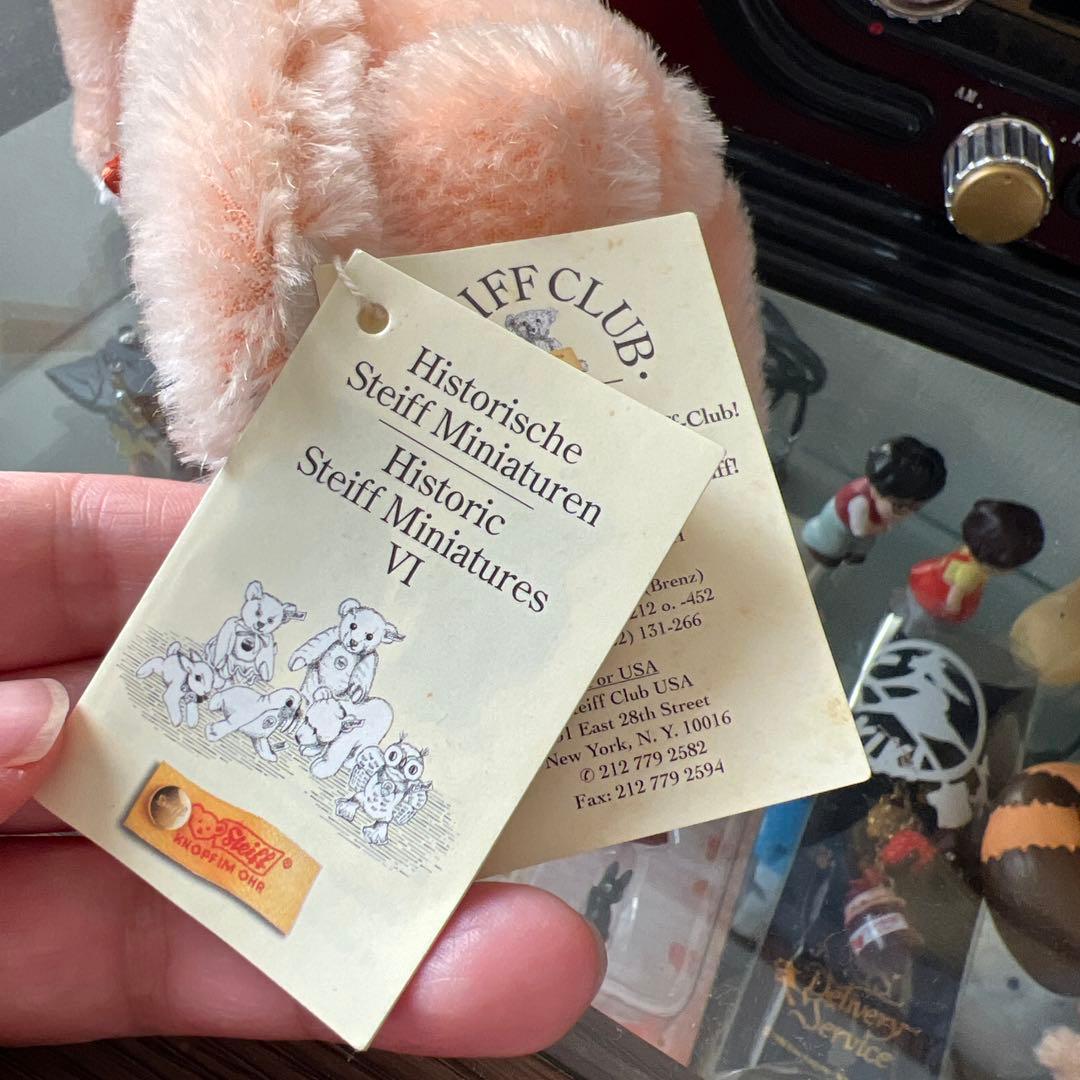 Historische
Steiff Miniaturen
Historic
Steiff Miniatures
VI
Steiff®
KNOPF IM OHR
IFF CLUB.
ff-Club!
iff!
(Brenz)
212 o. -452
2) 131-266
or USA
eiff Club USA
1 East 28th Street
New York, N. Y. 10016
✆ 212 779 2582
Fax: 212 779 2594
AM.
Delivery
Service